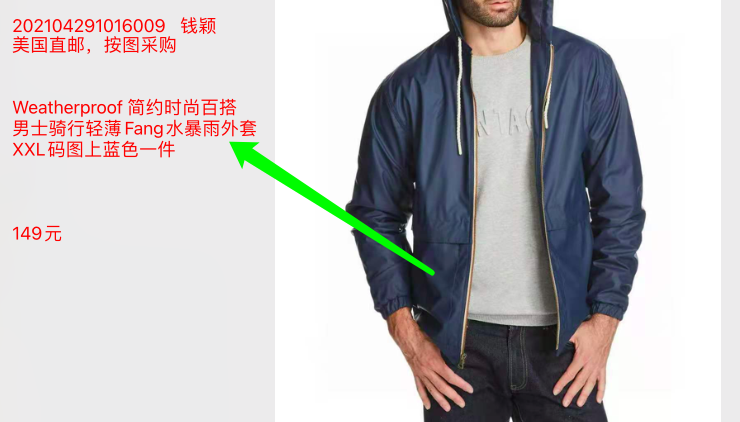 202104291016009 钱颖
美国直邮，按图采购
Weatherproof 简约时尚百搭
男士骑行轻薄Fang水暴雨外套
XXL码图上蓝色一件
149元
NTAG